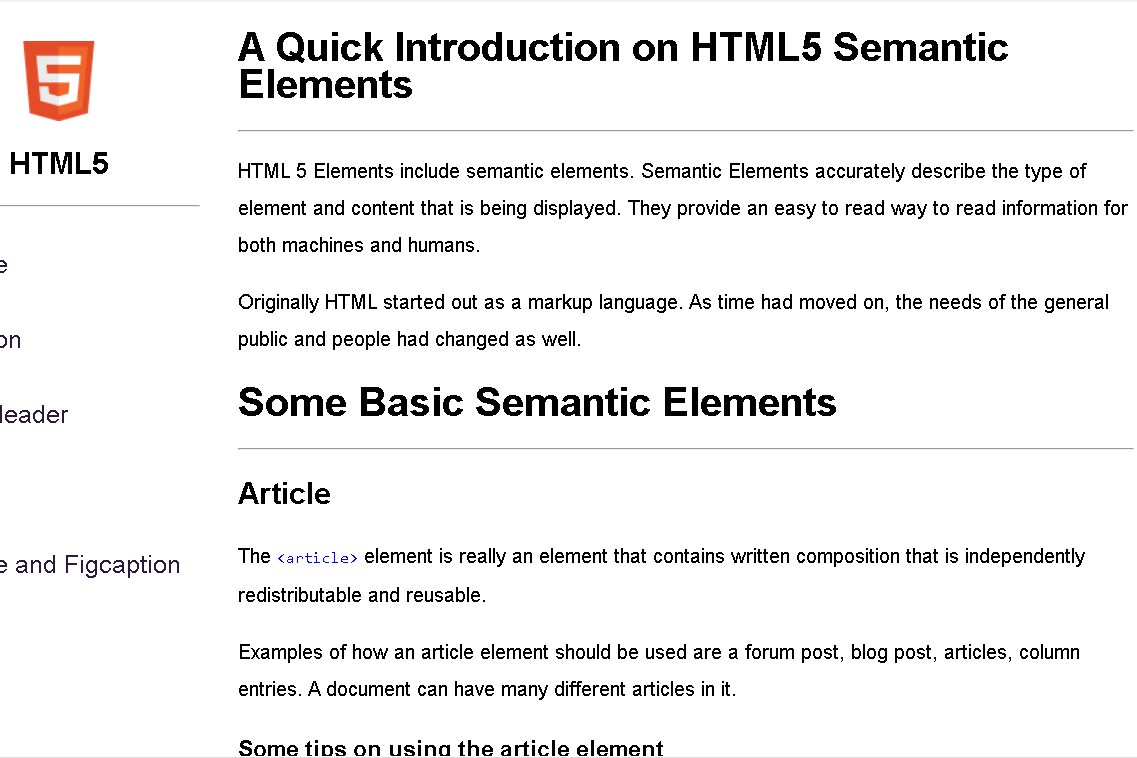 5
HTML5
e
on
leader
e and Figcaption
A Quick Introduction on HTML5 Semantic
Elements
HTML 5 Elements include semantic elements. Semantic Elements accurately describe the type of
element and content that is being displayed. They provide an easy to read way to read information for
both machines and humans.
Originally HTML started out as a markup language. As time had moved on, the needs of the general
public and people had changed as well.
Some Basic Semantic Elements
Article
The <article> element is really an element that contains written composition that is independently
redistributable and reusable.
Examples of how an article element should be used are a forum post, blog post, articles, column
entries. A document can have many different articles in it.
Some tips on using the article element